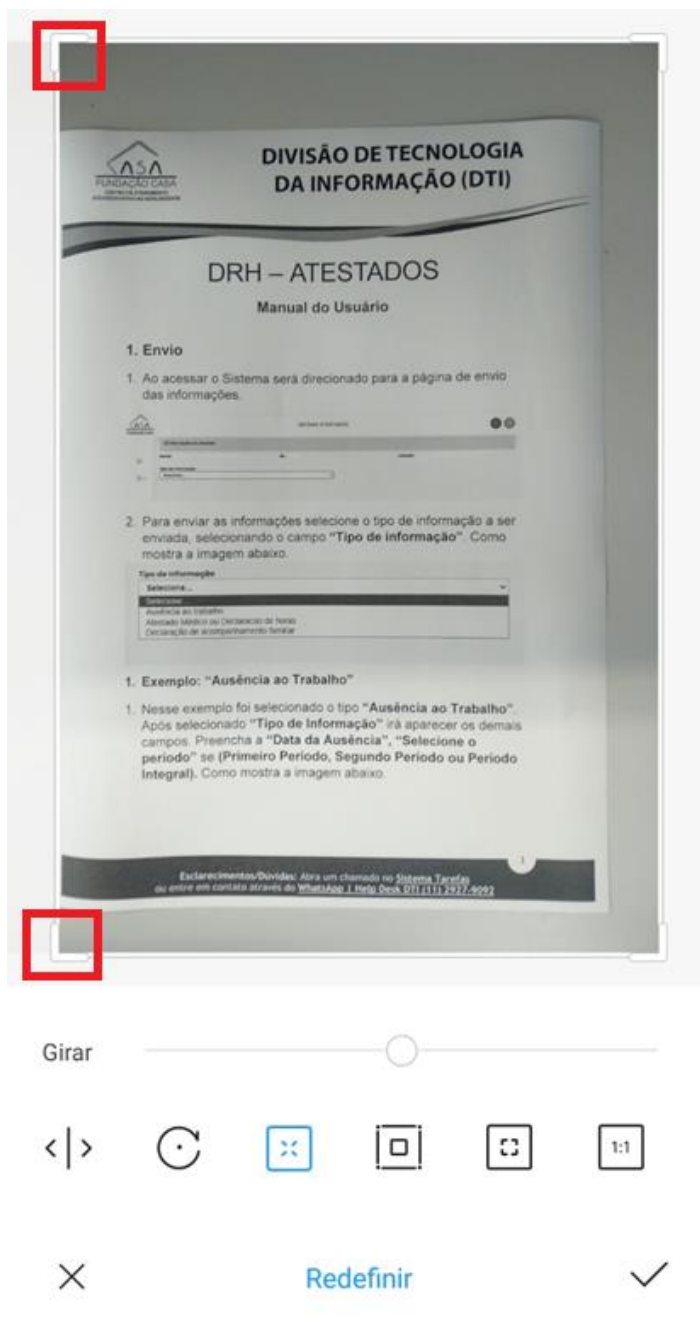 DIVISÃO DE TECNOLOGIA
DA INFORMAÇÃO (DTI)
CASA
FUNDAÇÃO CASA
DRH – ATESTADOS
Manual do Usuário
1. Envio
1. Ao acessar o Sistema será direcionado para a página de envio
das informações.
CASA
2. Para enviar as informações selecione o tipo de informação a ser
enviada, selecionando o campo “Tipo de informação”. Como
mostra a imagem abaixo.
Tipo da informação
Selecione...
Selecione
Ausência ao trabalho
Atestado Médico ou Declaração de horas
Declaração de acompanhamento familiar
1. Exemplo: “Ausência ao Trabalho”
1. Nesse exemplo foi selecionado o tipo “Ausência ao Trabalho”.
Após selecionado “Tipo de Informação” irá aparecer os demais
campos. Preencha a “Data da Ausência”, “Selecione o
período” se (Primeiro Período, Segundo Período ou Período
Integral). Como mostra a imagem abaixo.
1
Esclarecimentos/Dúvidas: Abra um chamado no Sistema Tarefas
ou entre em contato através do WhatsApp | Help Desk DTI (11) 2927-9092
Girar
1:1
Redefinir